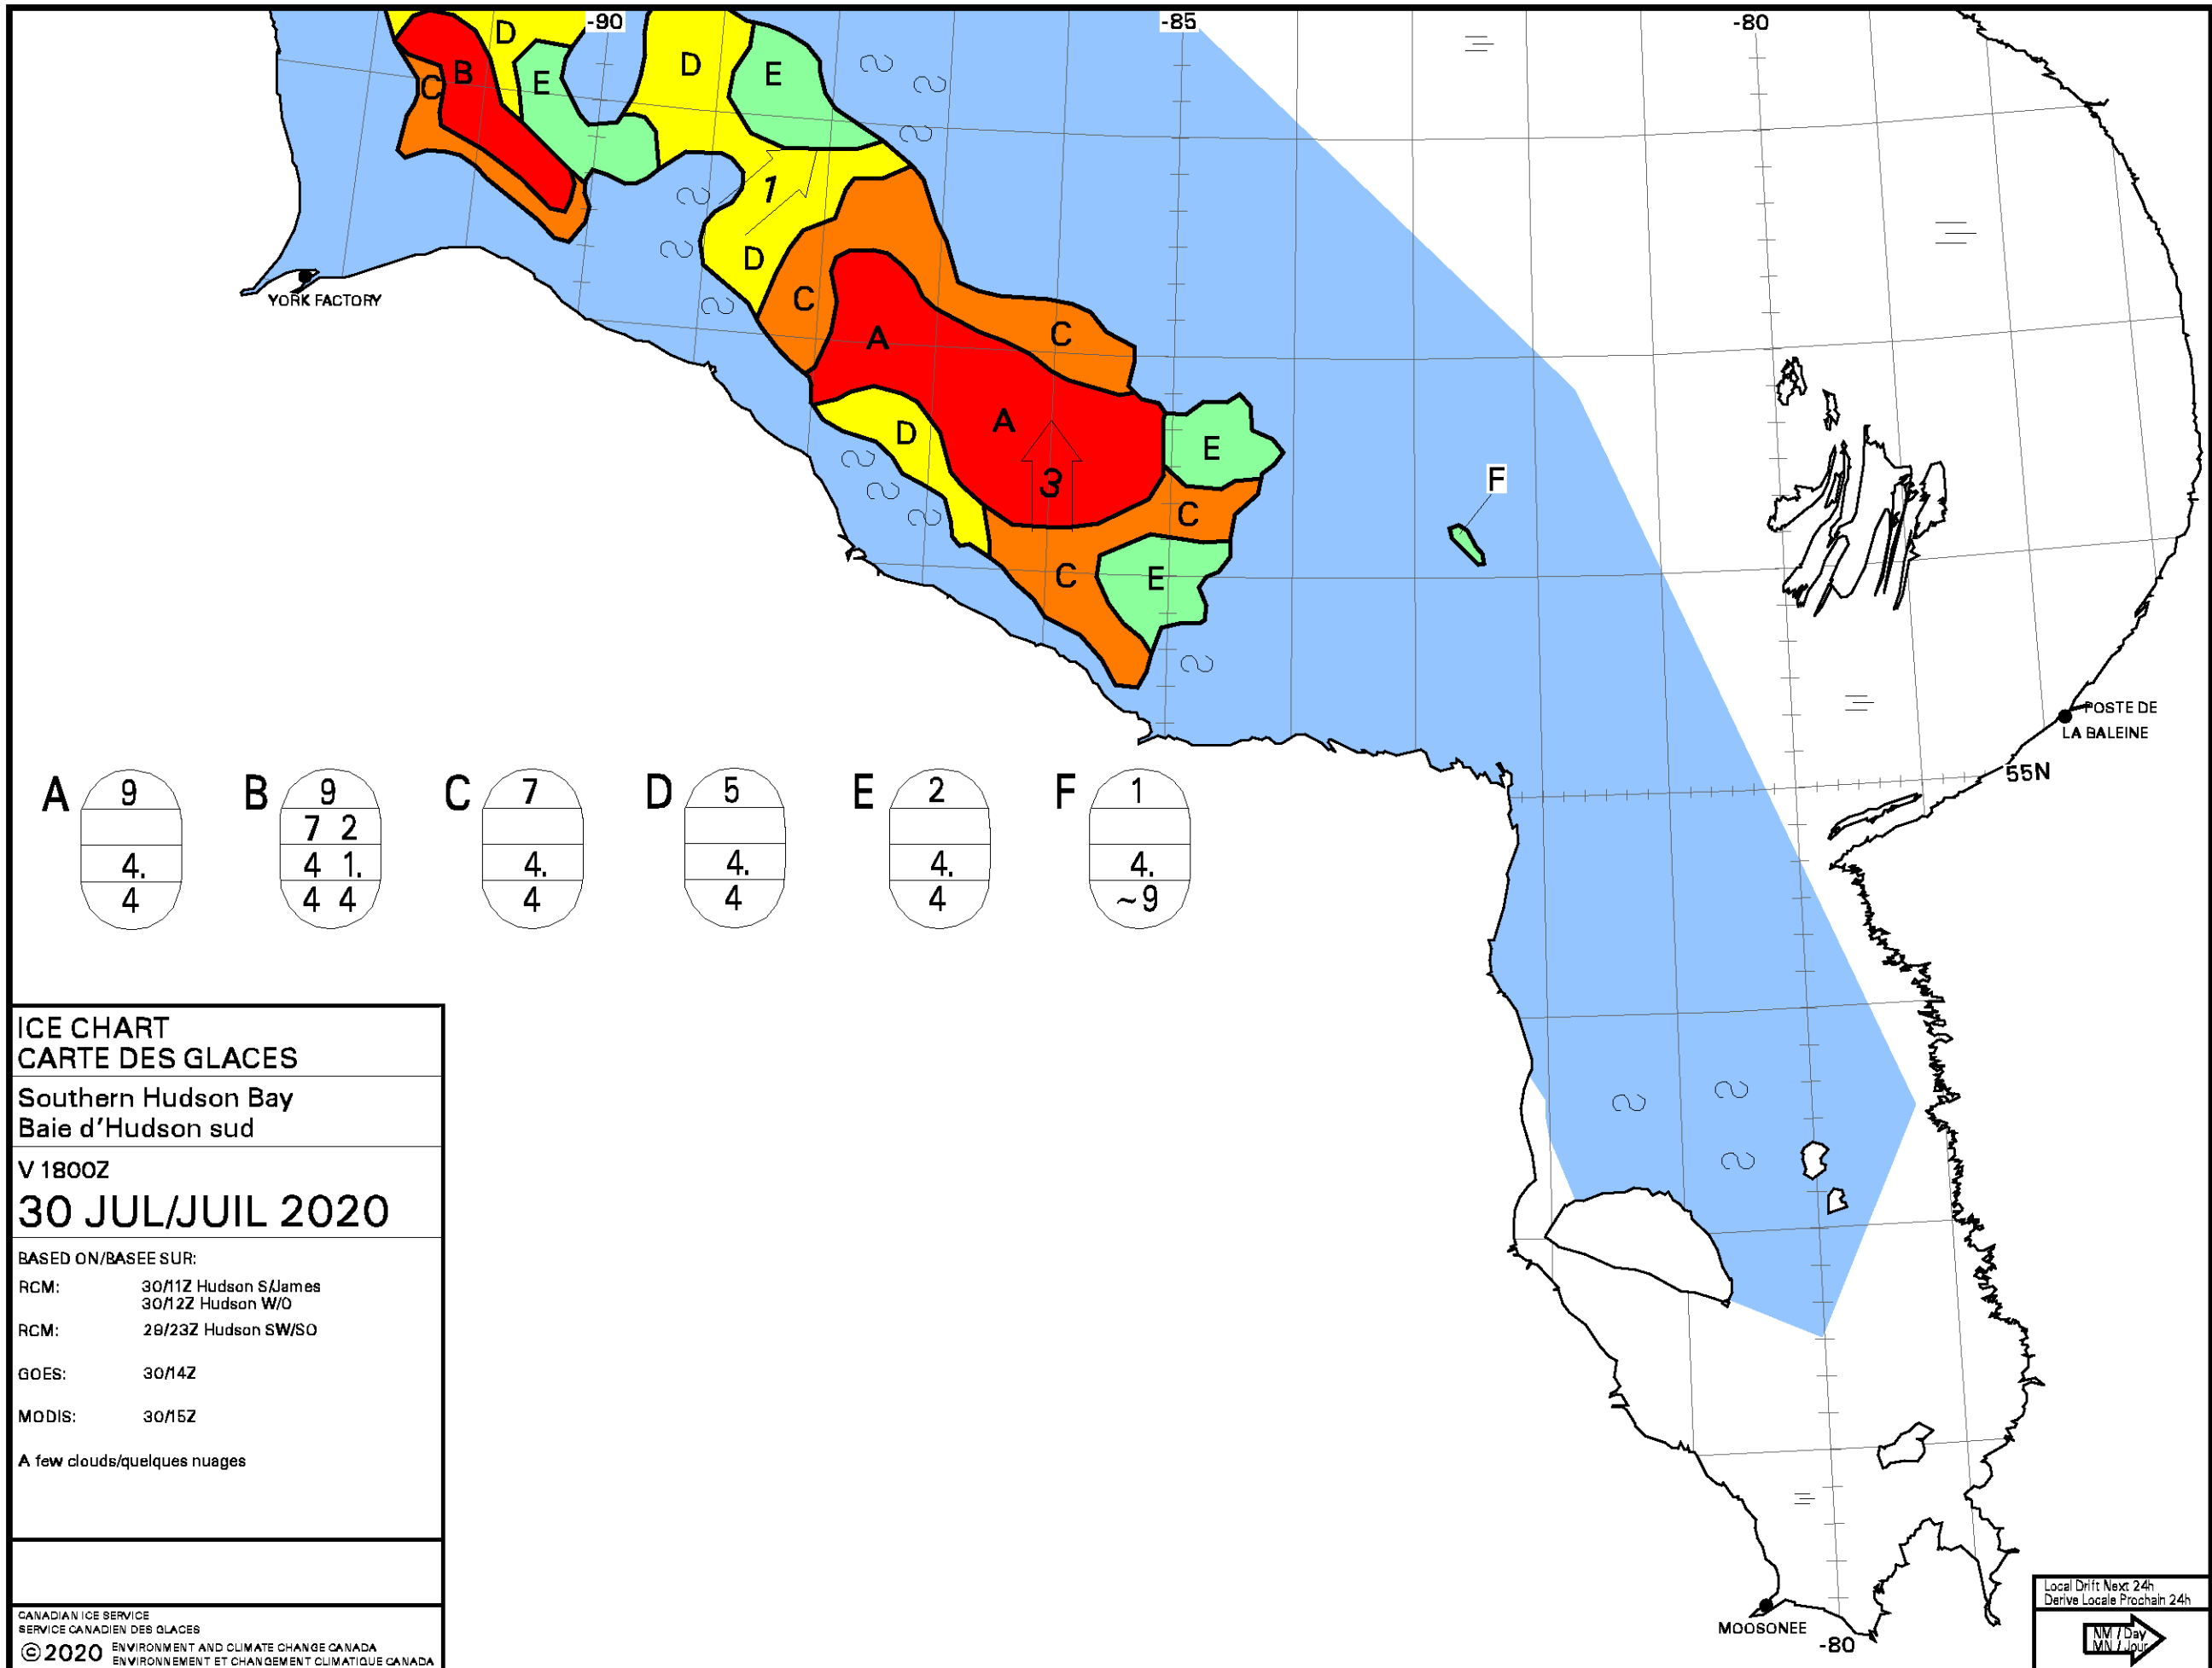 -90
-85
-80
D
B
C
E
D
E
1
D
C
A
C
A
D
E
3
C
F
C
E
YORK FACTORY
POSTE DE
LA BALEINE
55N
A
9
4.
4
B
9
7 2
4 1.
4 4
C
7
4.
4
D
5
4.
4
E
2
4.
4
F
1
4.
~9
ICE CHART
CARTE DES GLACES
Southern Hudson Bay
Baie d'Hudson sud
V 1800Z
30 JUL/JUIL 2020
BASED ON/BASEE SUR:
RCM: 30/11Z Hudson S/James
30/12Z Hudson W/O
RCM: 29/23Z Hudson SW/SO
GOES: 30/14Z
MODIS: 30/15Z
A few clouds/quelques nuages
CANADIAN ICE SERVICE
SERVICE CANADIEN DES GLACES
©2020 ENVIRONMENT AND CLIMATE CHANGE CANADA
ENVIRONNEMENT ET CHANGEMENT CLIMATIQUE CANADA
MOOSONEE
-80
Local Drift Next 24h
Derive Locale Prochain 24h
NM / Day
MN / Jour